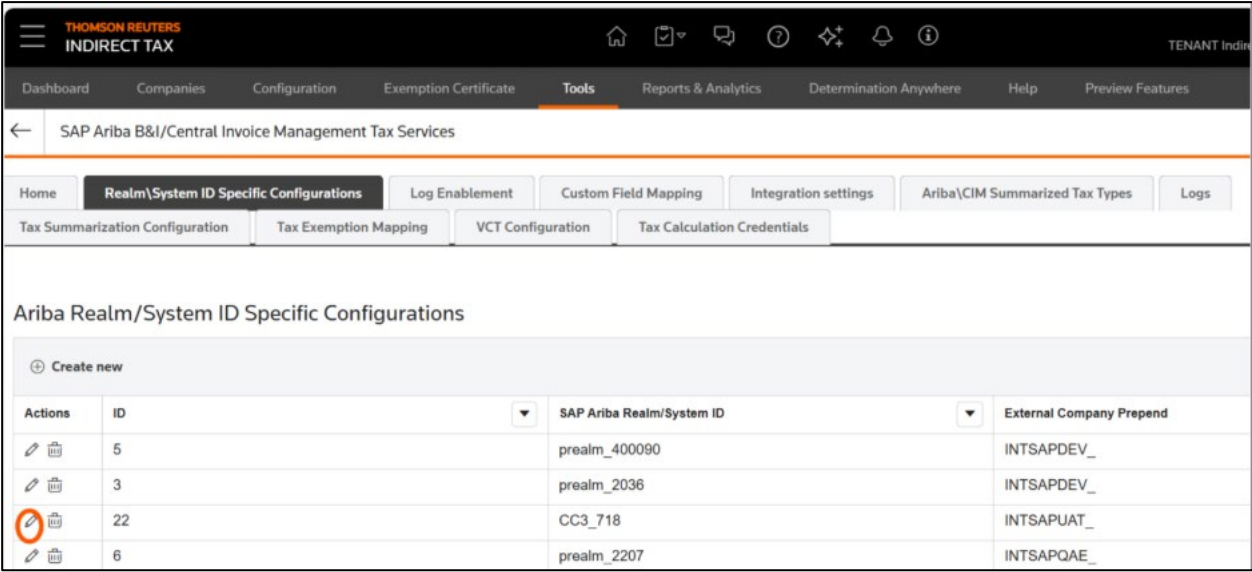 THOMSON REUTERS
INDIRECT TAX
TENANT Indire
Dashboard Companies Configuration Exemption Certificate Tools Reports & Analytics Determination Anywhere Help Preview Features
SAP Ariba B&I/Central Invoice Management Tax Services
Home Realm\System ID Specific Configurations Log Enablement Custom Field Mapping Integration settings Ariba\CIM Summarized Tax Types Logs
Tax Summarization Configuration Tax Exemption Mapping VCT Configuration Tax Calculation Credentials
Ariba Realm/System ID Specific Configurations
Create new
Actions ID SAP Ariba Realm/System ID External Company Prepend
5 prealm_400090 INTSAPDEV_
3 prealm_2036 INTSAPDEV_
22 CC3_718 INTSAPUAT_
6 prealm_2207 INTSAPQAE_